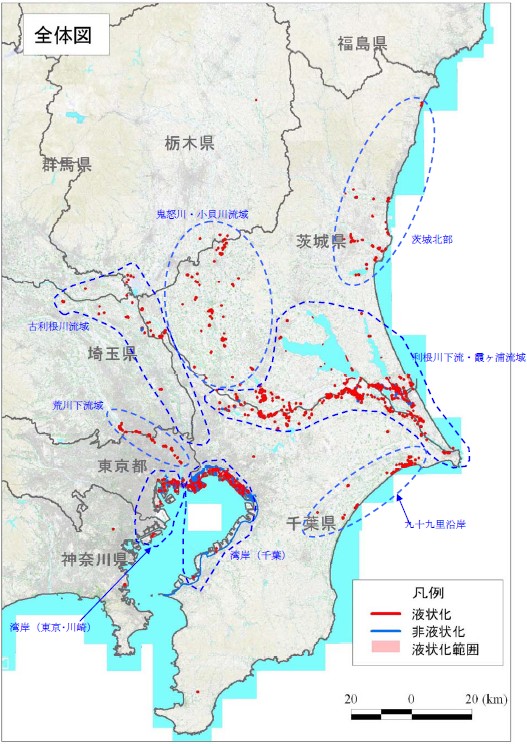 全体図
福島県
栃木県
群馬県
鬼怒川・小貝川流域
茨城県
茨城北部
古利根川流域
埼玉県
利根川下流・霞ヶ浦流域
荒川下流域
東京都
千葉県
九十九里沿岸
神奈川県
湾岸（千葉）
湾岸（東京・川崎）
凡例
液状化
非液状化
液状化範囲
20 0 20 (km)